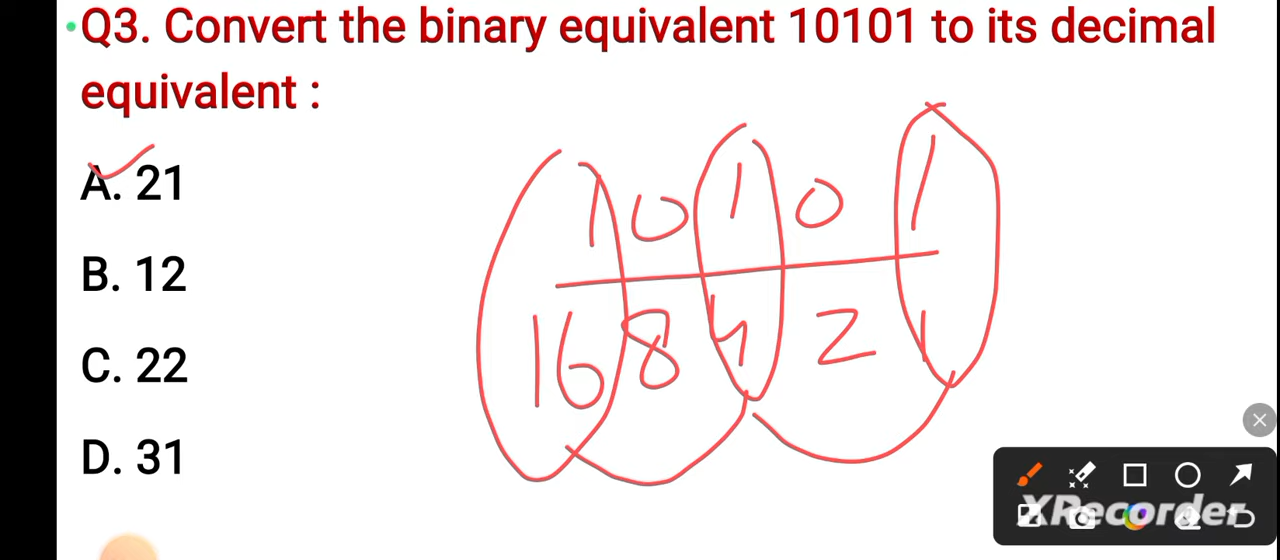 Q3. Convert the binary equivalent 10101 to its decimal
equivalent :
A. 21
B. 12
C. 22
D. 31
1 0 1 0 1
16 8 4 2 1
XRecorder